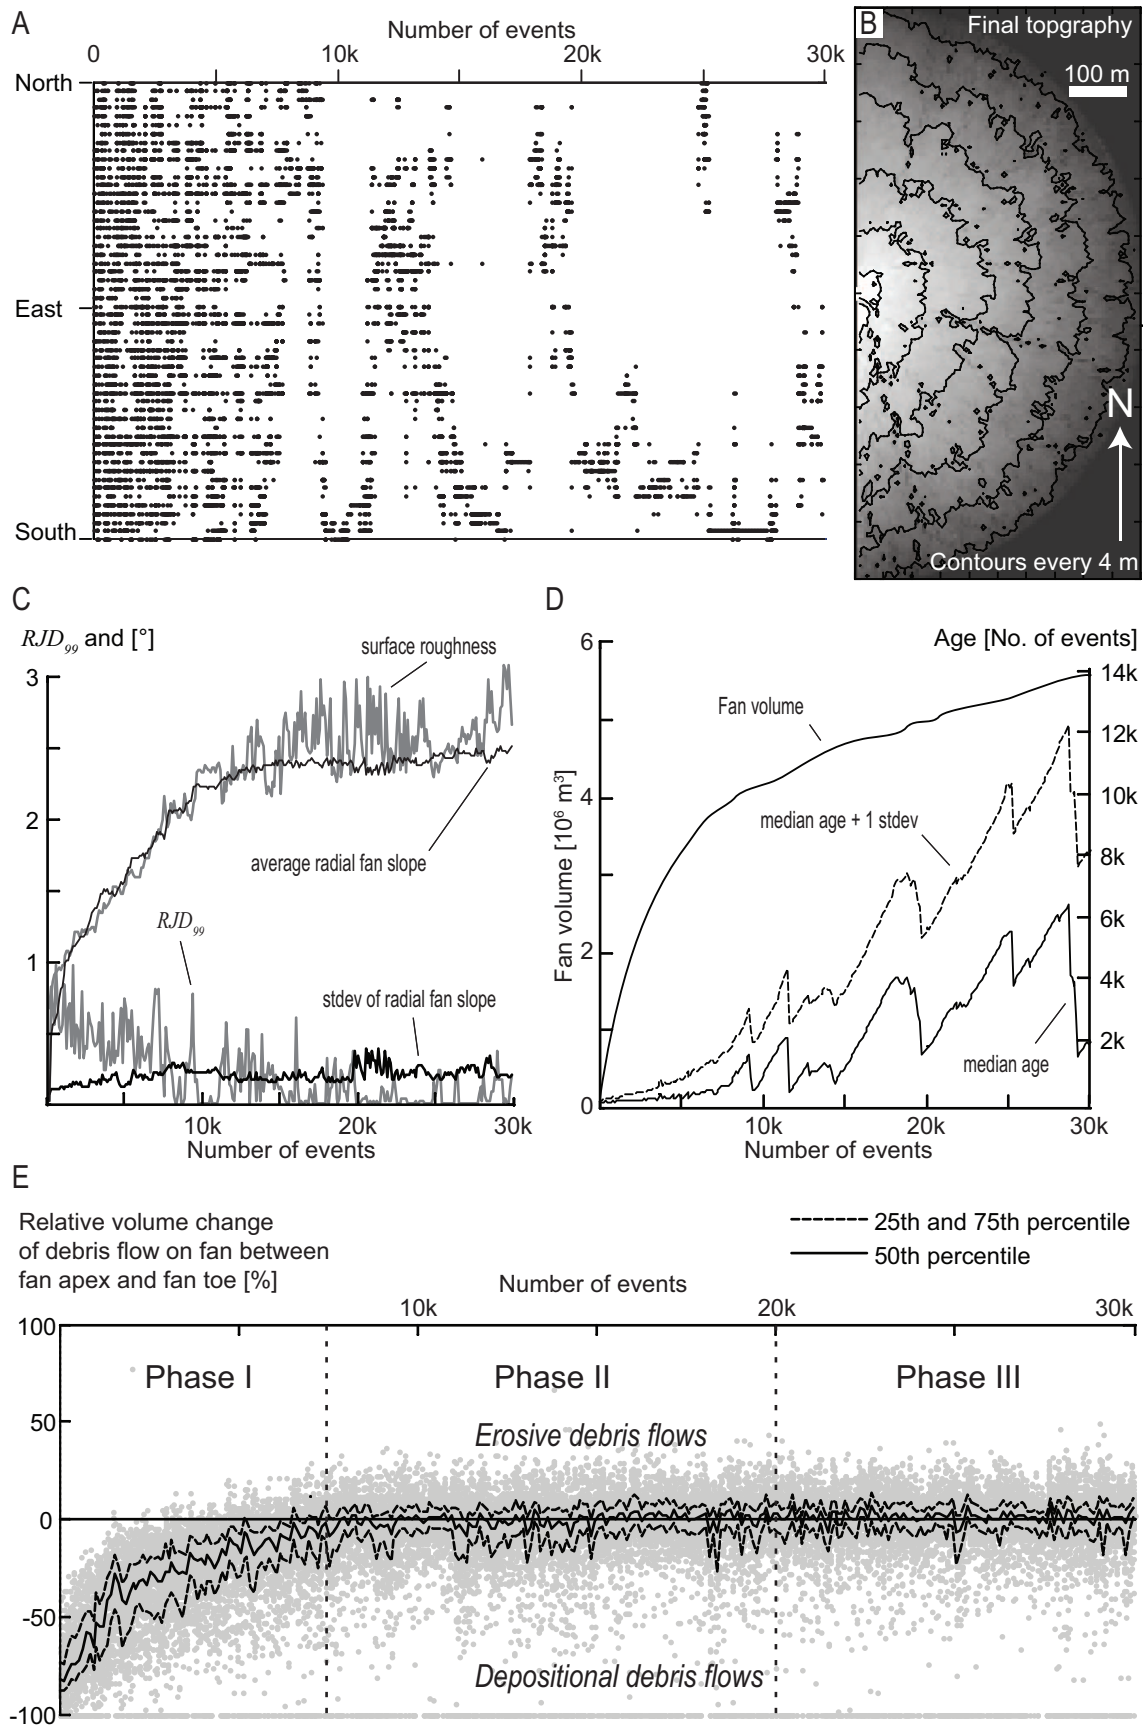 A
Number of events
0
10k
20k
30k
North
East
South
B
Final topgraphy
100 m
N
Contours every 4 m
C
RJD99 and [°]
3
2
1
surface roughness
average radial fan slope
RJD99
stdev of radial fan slope
10k
20k
30k
Number of events
D
Age [No. of events]
Fan volume [10⁶ m³]
6
4
2
0
14k
12k
10k
8k
6k
4k
2k
Fan volume
median age + 1 stdev
median age
10k
20k
30k
Number of events
E
Relative volume change
of debris flow on fan between
fan apex and fan toe [%]
25th and 75th percentile
50th percentile
Number of events
10k
20k
30k
100
50
0
-50
-100
Phase I
Phase II
Phase III
Erosive debris flows
Depositional debris flows